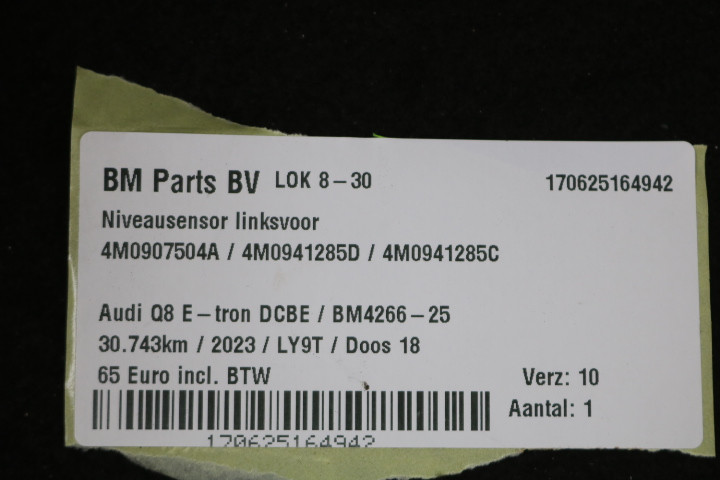 BM Parts BV LOK 8-30 170625164942
Niveausensor linksvoor
4M0907504A / 4M0941285D / 4M0941285C
Audi Q8 E-tron DCBE / BM4266-25
30.743km / 2023 / LY9T / Doos 18
65 Euro incl. BTW Verz: 10
Aantal: 1
170625164942